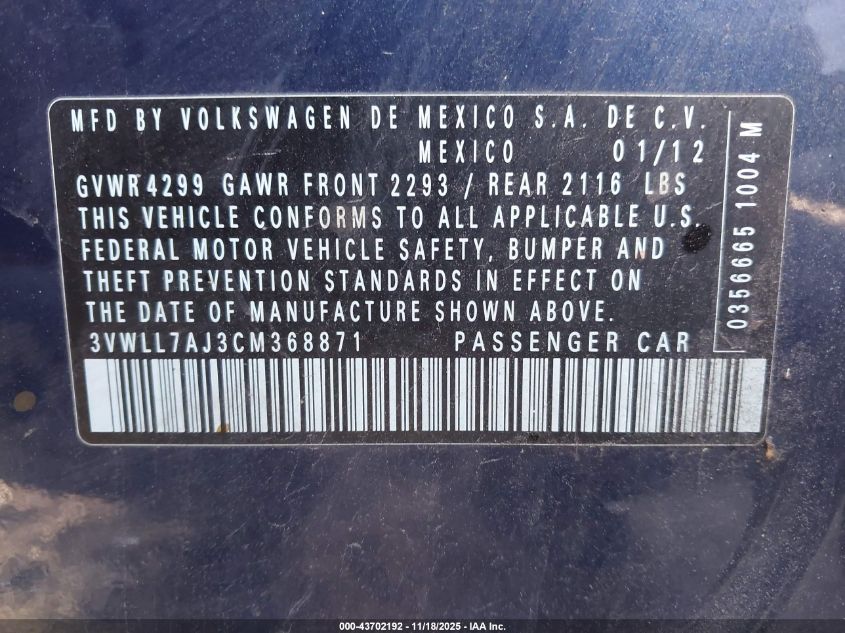 MFD BY VOLKSWAGEN DE MEXICO S.A. DE C.V.
MEXICO 01/12
GVWR 4299 GAWR FRONT 2293 / REAR 2116 LBS
THIS VEHICLE CONFORMS TO ALL APPLICABLE U.S.
FEDERAL MOTOR VEHICLE SAFETY, BUMPER AND
THEFT PREVENTION STANDARDS IN EFFECT ON
THE DATE OF MANUFACTURE SHOWN ABOVE.
3VWLL7AJ3CM368871 PASSENGER CAR
0356665 1004 M
000-43702192 - 11/18/2025 - IAA Inc.